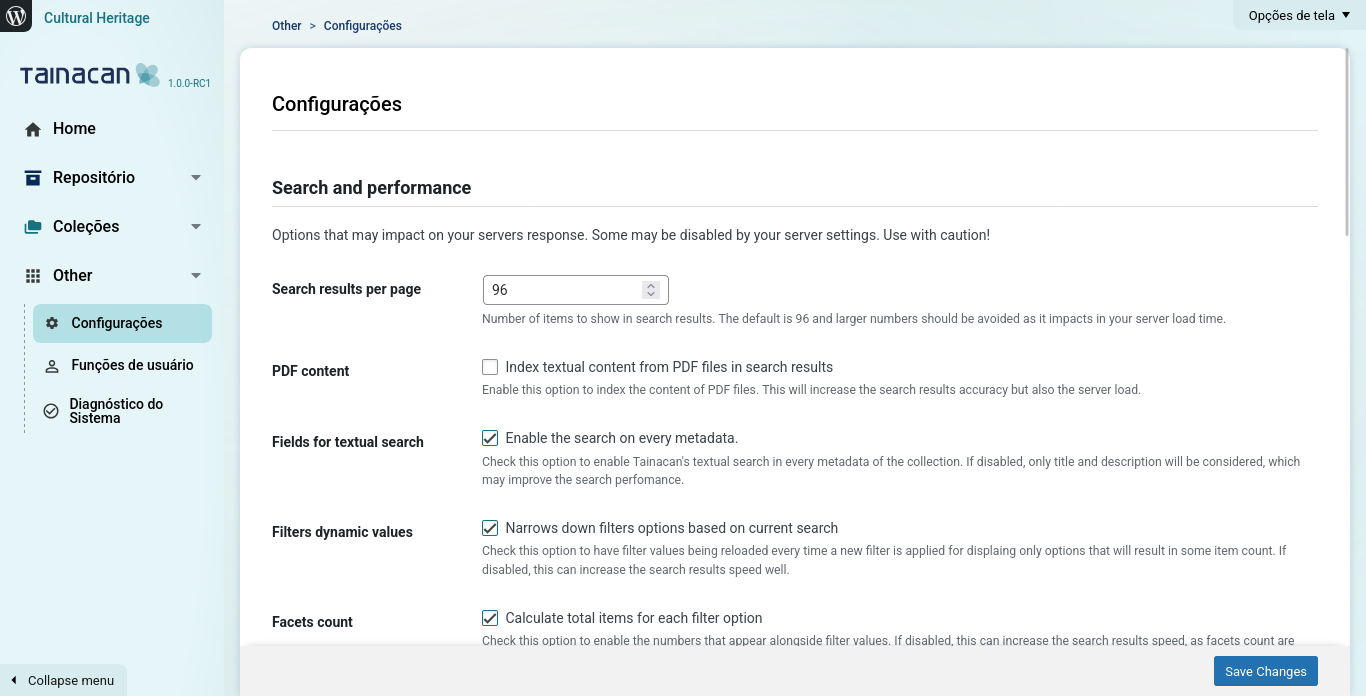 Cultural Heritage
Other > Configurações
Opções de tela
TAINACAN 1.0.0-RC1
Home
Repositório
Coleções
Other
Configurações
Funções de usuário
Diagnóstico do
Sistema
Collapse menu
Configurações
Search and performance
Options that may impact on your servers response. Some may be disabled by your server settings. Use with caution!
Search results per page
96
Number of items to show in search results. The default is 96 and larger numbers should be avoided as it impacts in your server load time.
PDF content
Index textual content from PDF files in search results
Enable this option to index the content of PDF files. This will increase the search results accuracy but also the server load.
Fields for textual search
Enable the search on every metadata.
Check this option to enable Tainacan's textual search in every metadata of the collection. If disabled, only title and description will be considered, which
may improve the search perfomance.
Filters dynamic values
Narrows down filters options based on current search
Check this option to have filter values being reloaded every time a new filter is applied for displaing only options that will result in some item count. If
disabled, this can increase the search results speed well.
Facets count
Calculate total items for each filter option
Check this option to enable the numbers that appear alongside filter values. If disabled, this can increase the search results speed, as facets count are
Save Changes